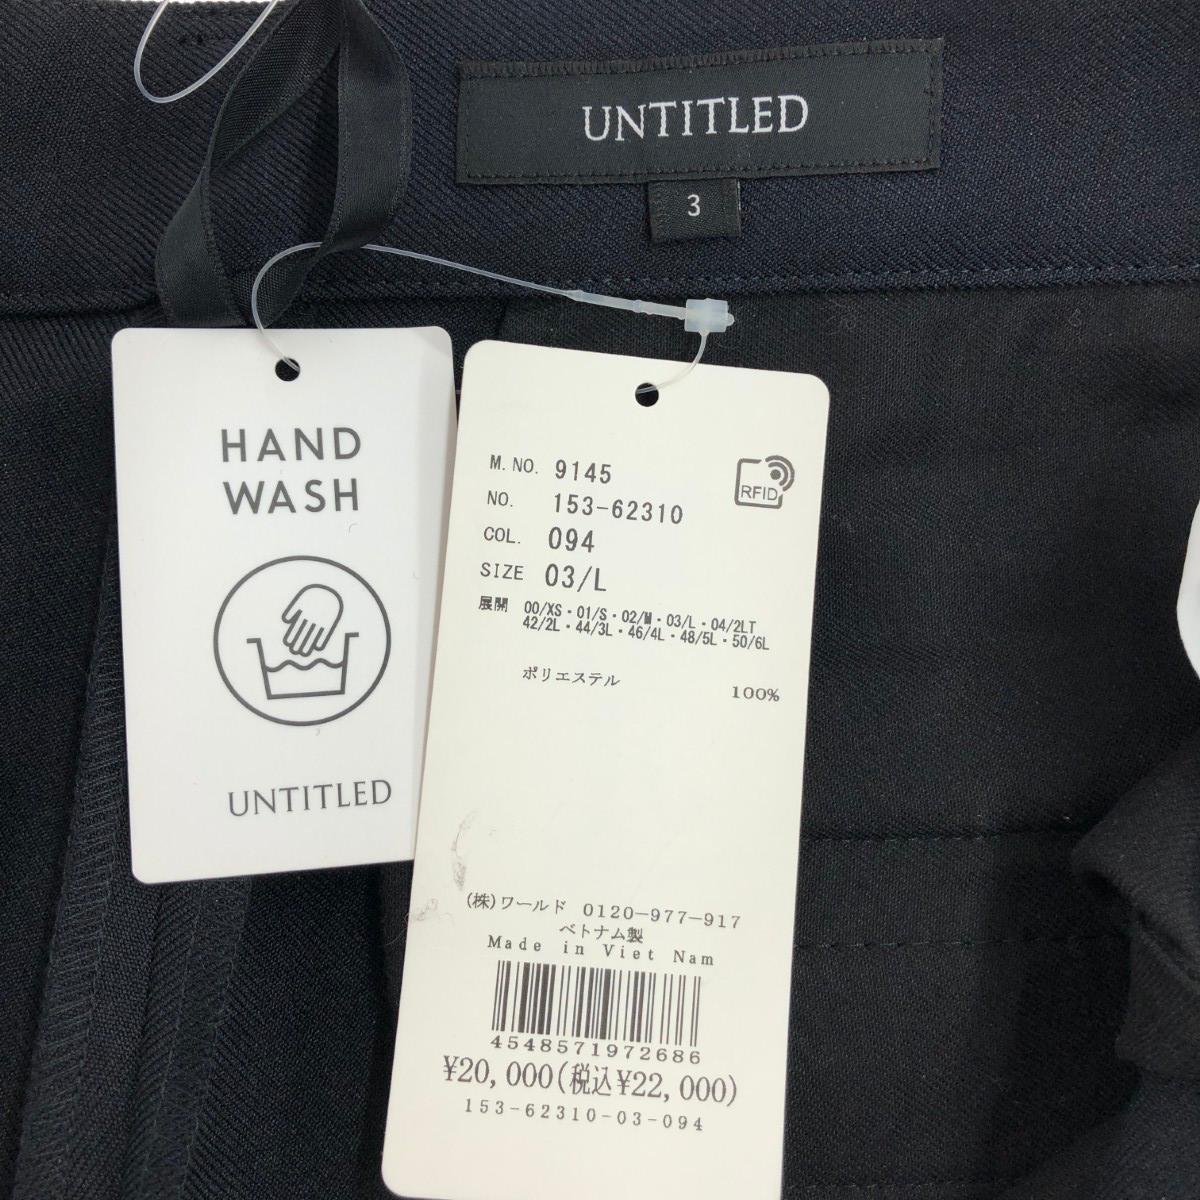 UNTITLED
3
HAND
WASH
UNTITLED
M. NO. 9145
NO. 153-62310
COL. 094
SIZE 03/L
展開 00/XS・01/S・02/M・03/L・04/2LT
42/2L・44/3L・46/4L・48/5L・50/6L
RFID
ポリエステル 100%
(株)ワールド 0120-977-917
ベトナム製
Made in Viet Nam
4548571972686
¥20,000(税込¥22,000)
153-62310-03-094